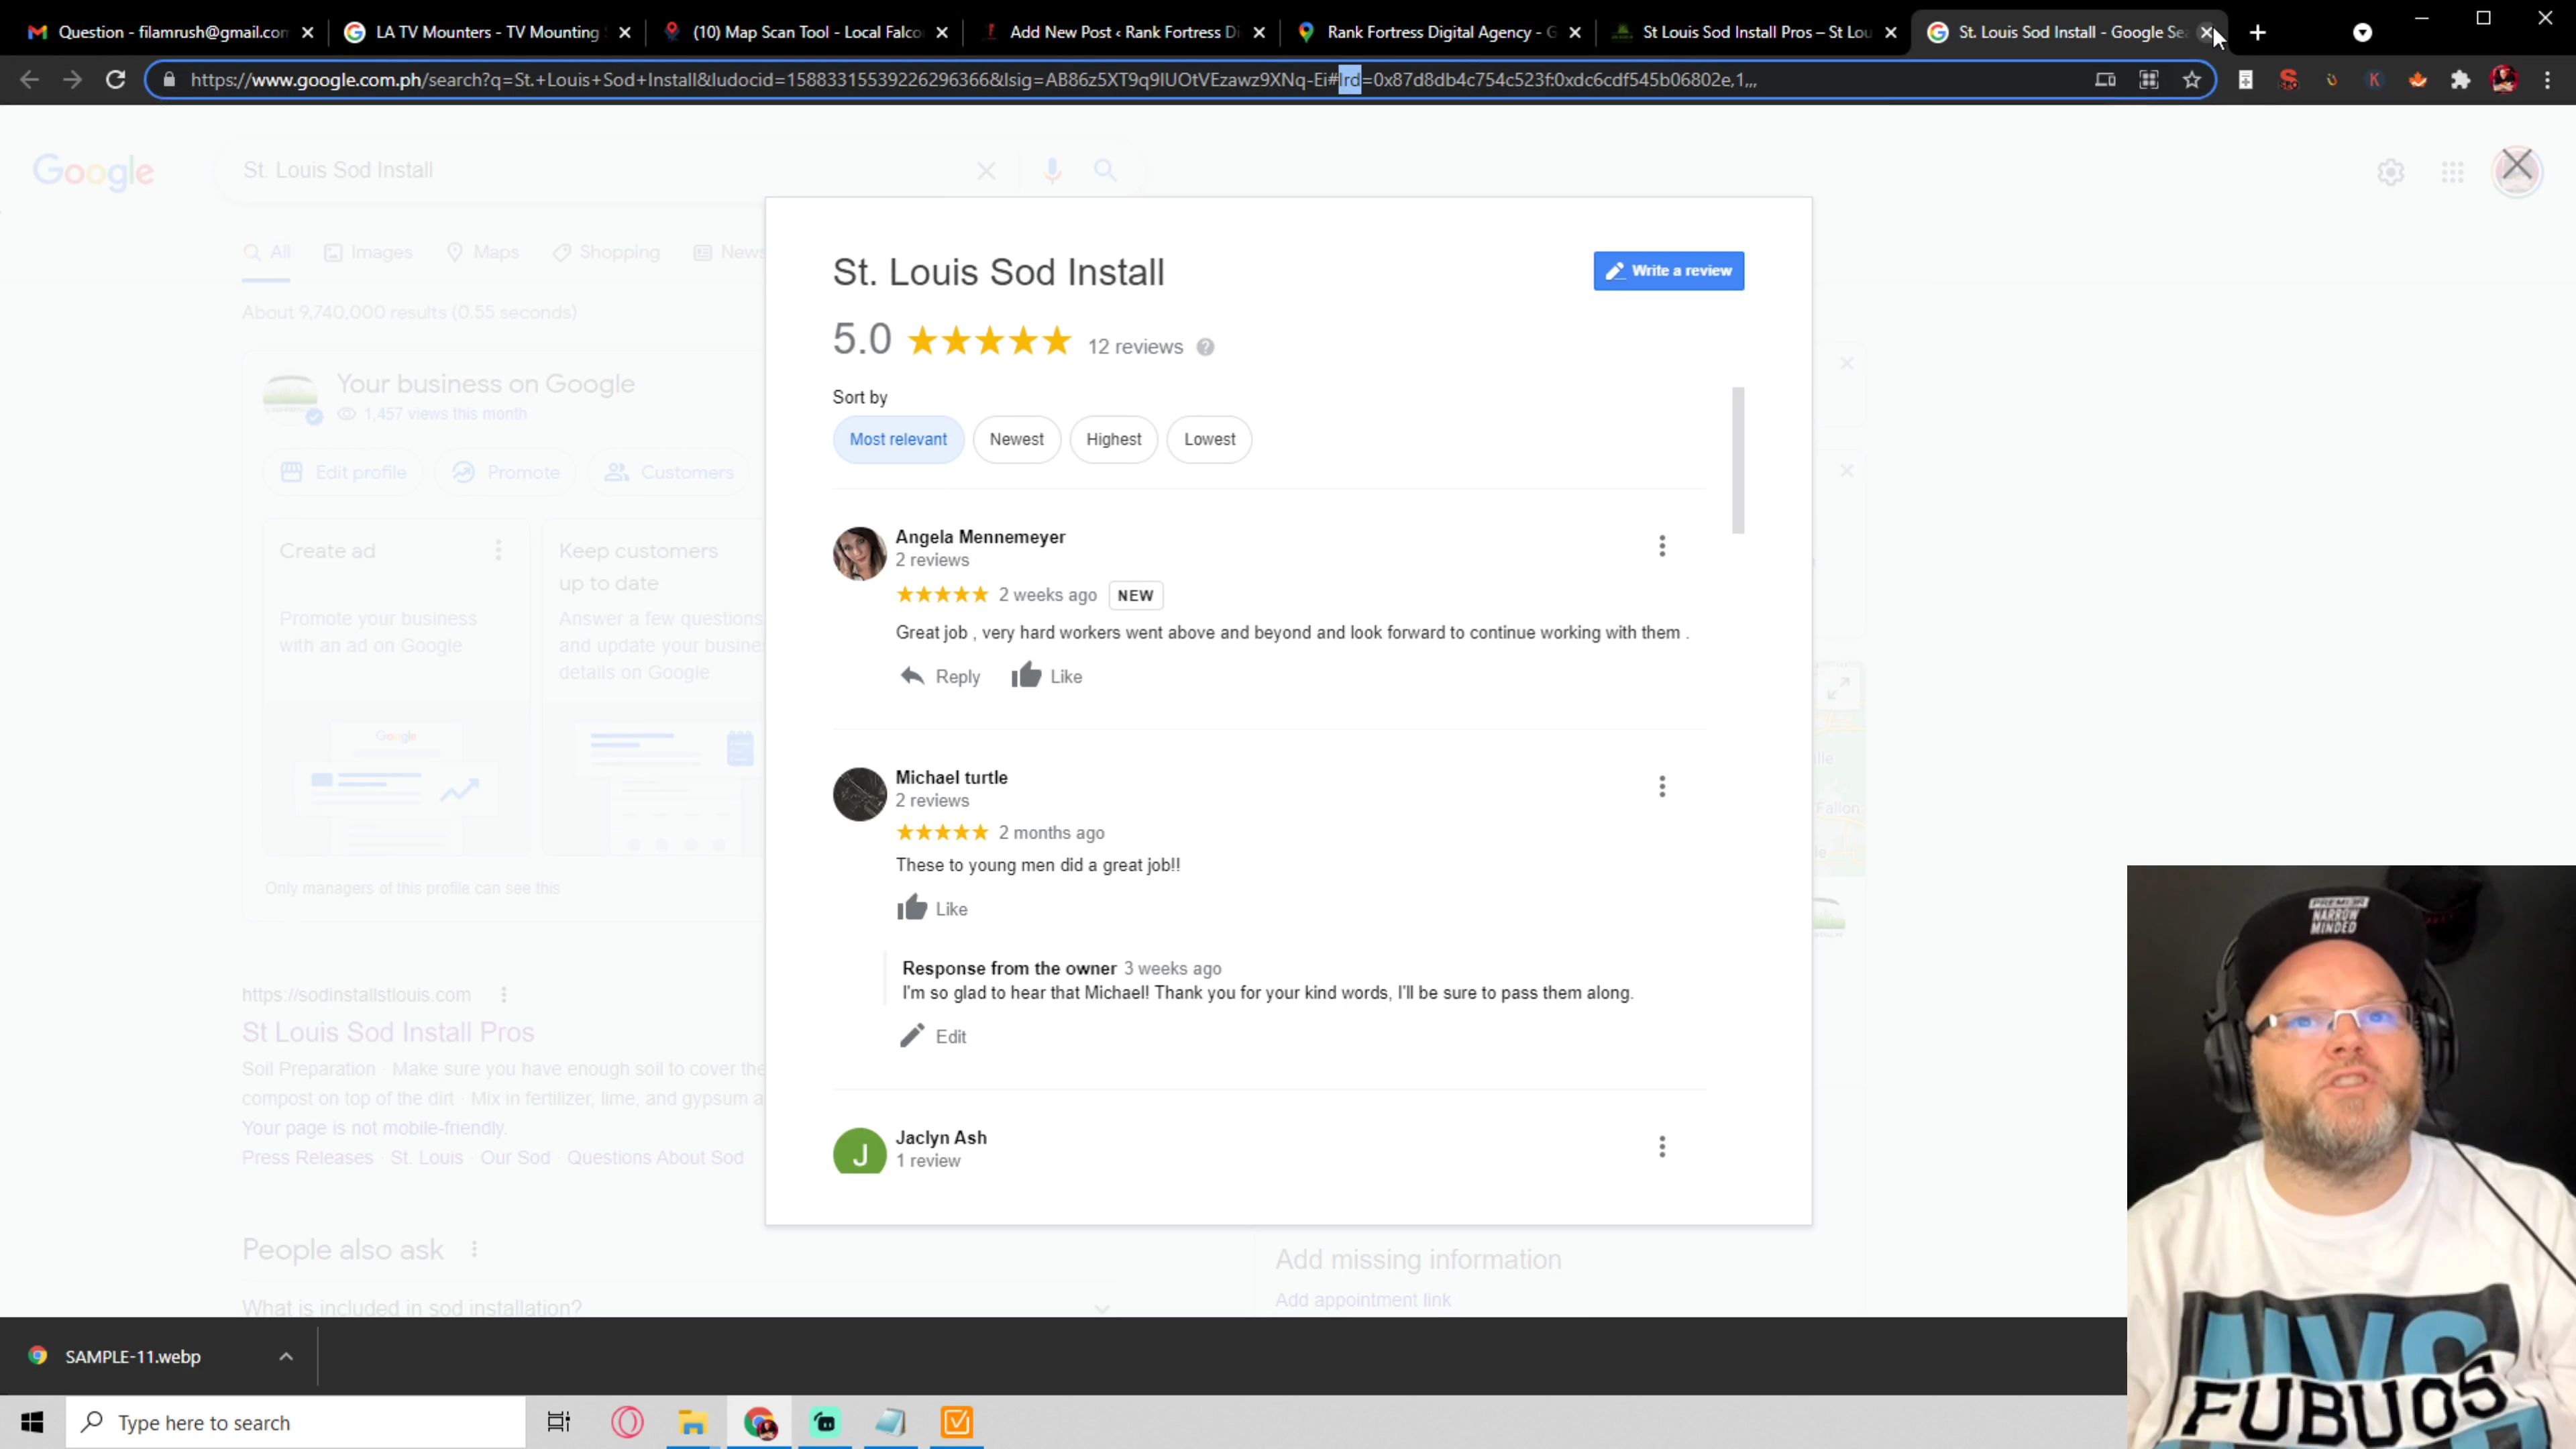 Question - filamrush@gmail.com
LA TV Mounters - TV Mounting
(10) Map Scan Tool - Local Falco
Add New Post ‹ Rank Fortress Di
Rank Fortress Digital Agency - G
St Louis Sod Install Pros – St Lou
St. Louis Sod Install - Google Sea
https://www.google.com.ph/search?q=St.+Louis+Sod+Install&ludocid=15883315539226296366&lsig=AB86z5XT9q9IUOtVEzawz9XNq-Ei#lrd=0x87d8db4c754c523f:0xdc6cdf545b06802e,1,,,
Google
St. Louis Sod Install
All Images Maps Shopping News
About 9,740,000 results (0.55 seconds)
Your business on Google
1,457 views this month
Edit profile Promote Customers
Create ad
Promote your business
with an ad on Google
Keep customers
up to date
Answer a few questions
and update your busine
details on Google
Google
Only managers of this profile can see this
https://sodinstallstlouis.com
St Louis Sod Install Pros
Soil Preparation · Make sure you have enough soil to cover the
compost on top of the dirt · Mix in fertilizer, lime, and gypsum a
Your page is not mobile-friendly.
Press Releases · St. Louis · Our Sod · Questions About Sod
People also ask
What is included in sod installation?
St. Louis Sod Install
Write a review
5.0 12 reviews
Sort by
Most relevant Newest Highest Lowest
Angela Mennemeyer
2 reviews
2 weeks ago NEW
Great job , very hard workers went above and beyond and look forward to continue working with them .
Reply Like
Michael turtle
2 reviews
2 months ago
These to young men did a great job!!
Like
Response from the owner 3 weeks ago
I'm so glad to hear that Michael! Thank you for your kind words, I'll be sure to pass them along.
Edit
J
Jaclyn Ash
1 review
Fallon
Add missing information
Add appointment link
PREMIER
NARROW
MINDED
FUBUOS
SAMPLE-11.webp
Type here to search